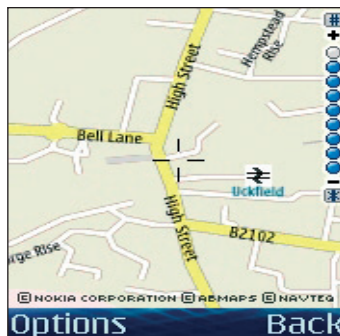 #
+
Hempstead
Rise
High Street
Bell Lane
Uckfield
−
*
High Street
B2102
rge Rise
© NOKIA CORPORATION © ABMAPS © NAVTEQ
Options Back